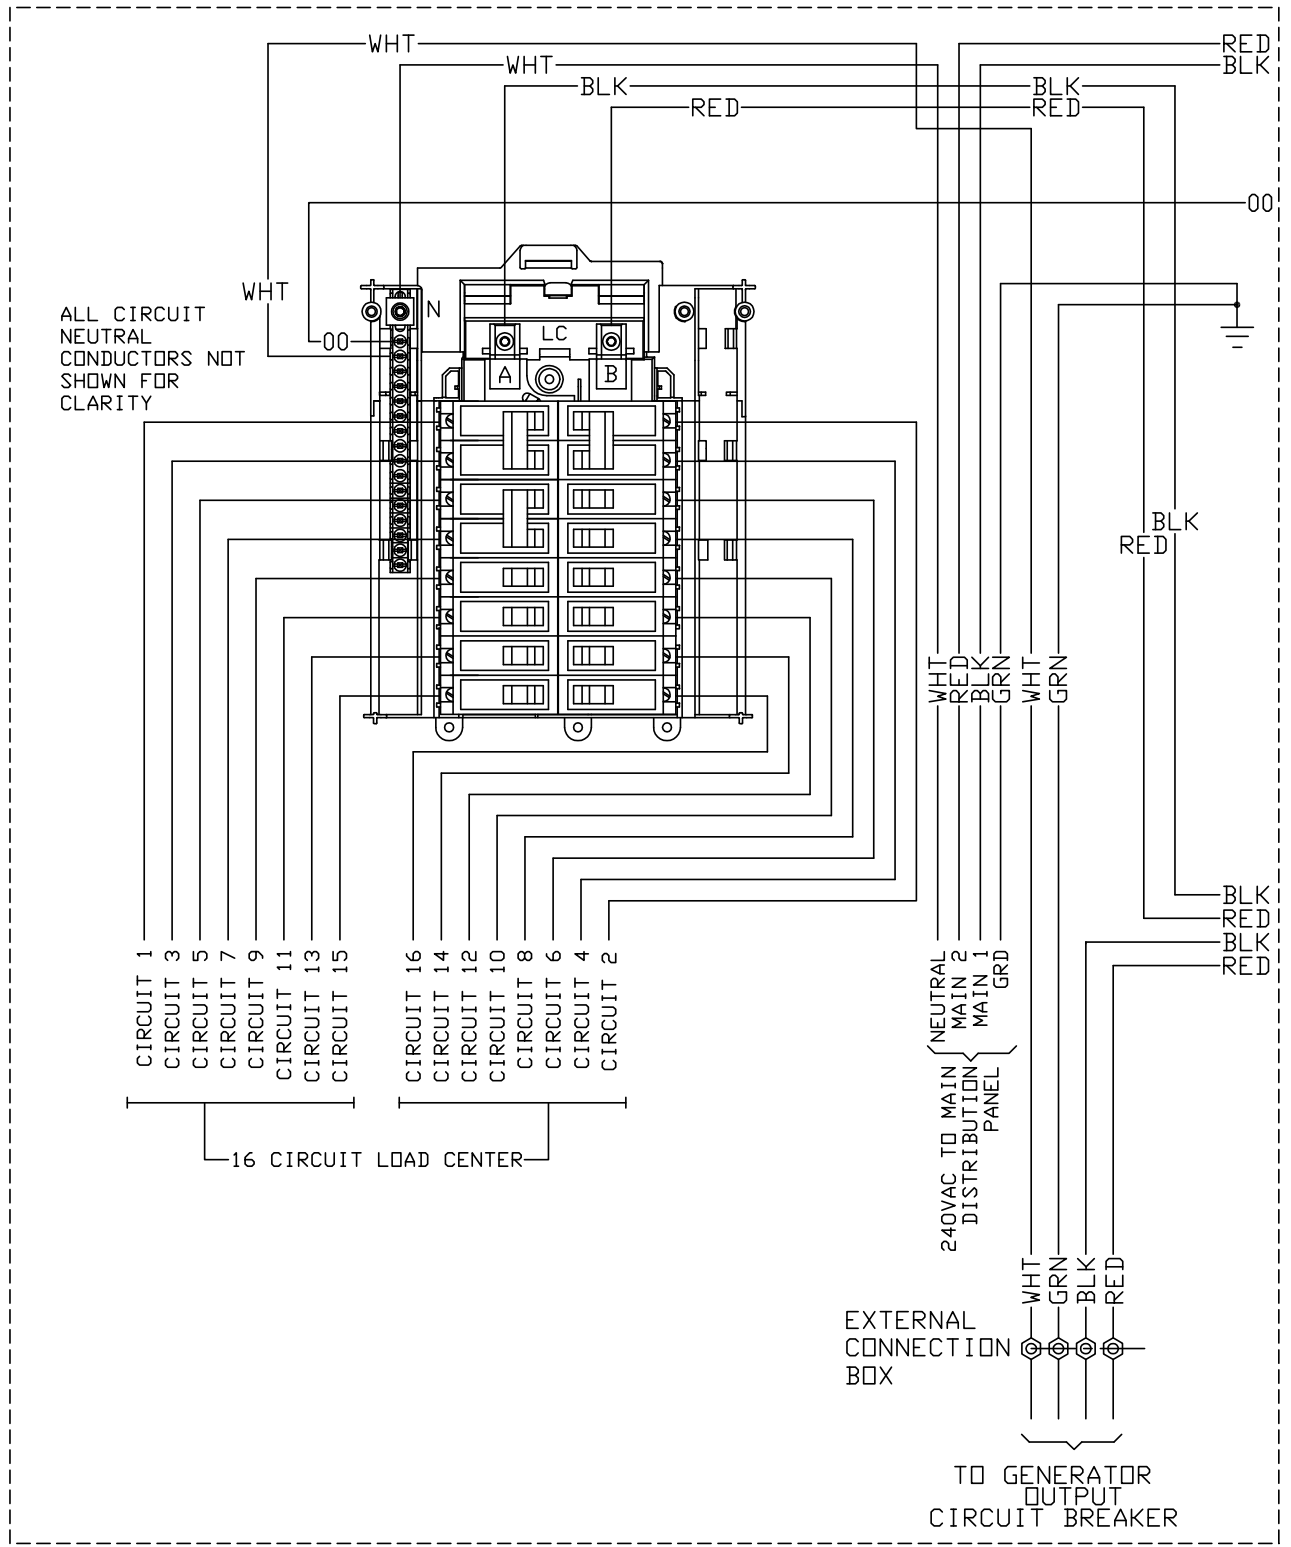 WHT
RED
WHT
BLK
BLK
BLK
RED
RED
00
WHT
N
ALL CIRCUIT
NEUTRAL
CONDUCTORS NOT
SHOWN FOR
CLARITY
00
LC
A
B
BLK
RED
WHT
RED
BLK
GRN
WHT
GRN
BLK
RED
BLK
RED
CIRCUIT 1
CIRCUIT 3
CIRCUIT 5
CIRCUIT 7
CIRCUIT 9
CIRCUIT 11
CIRCUIT 13
CIRCUIT 15
CIRCUIT 16
CIRCUIT 14
CIRCUIT 12
CIRCUIT 10
CIRCUIT 8
CIRCUIT 6
CIRCUIT 4
CIRCUIT 2
NEUTRAL
MAIN 2
MAIN 1
GRD
240VAC TO MAIN
DISTRIBUTION
PANEL
16 CIRCUIT LOAD CENTER
WHT
GRN
BLK
RED
EXTERNAL
CONNECTION
BOX
TO GENERATOR
OUTPUT
CIRCUIT BREAKER